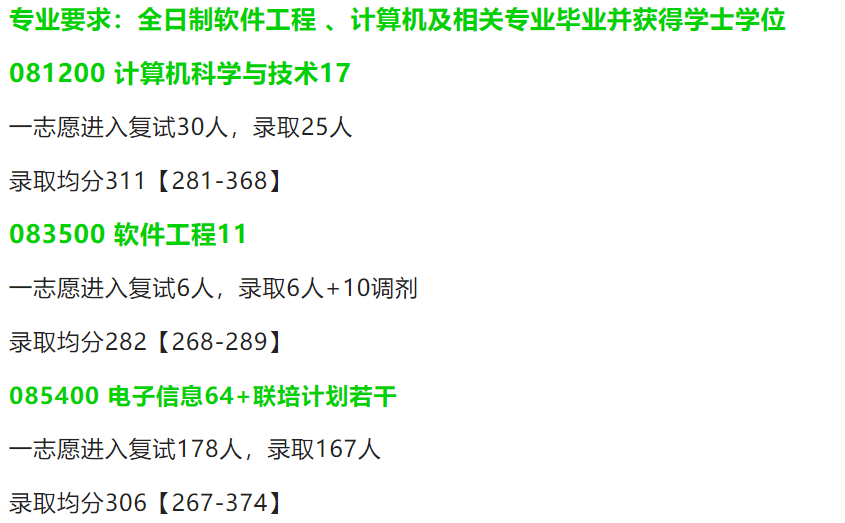 专业要求：全日制软件工程 、计算机及相关专业毕业并获得学士学位
081200 计算机科学与技术17
一志愿进入复试30人，录取25人
录取均分311【281-368】
083500 软件工程11
一志愿进入复试6人，录取6人+10调剂
录取均分282【268-289】
085400 电子信息64+联培计划若干
一志愿进入复试178人，录取167人
录取均分306【267-374】